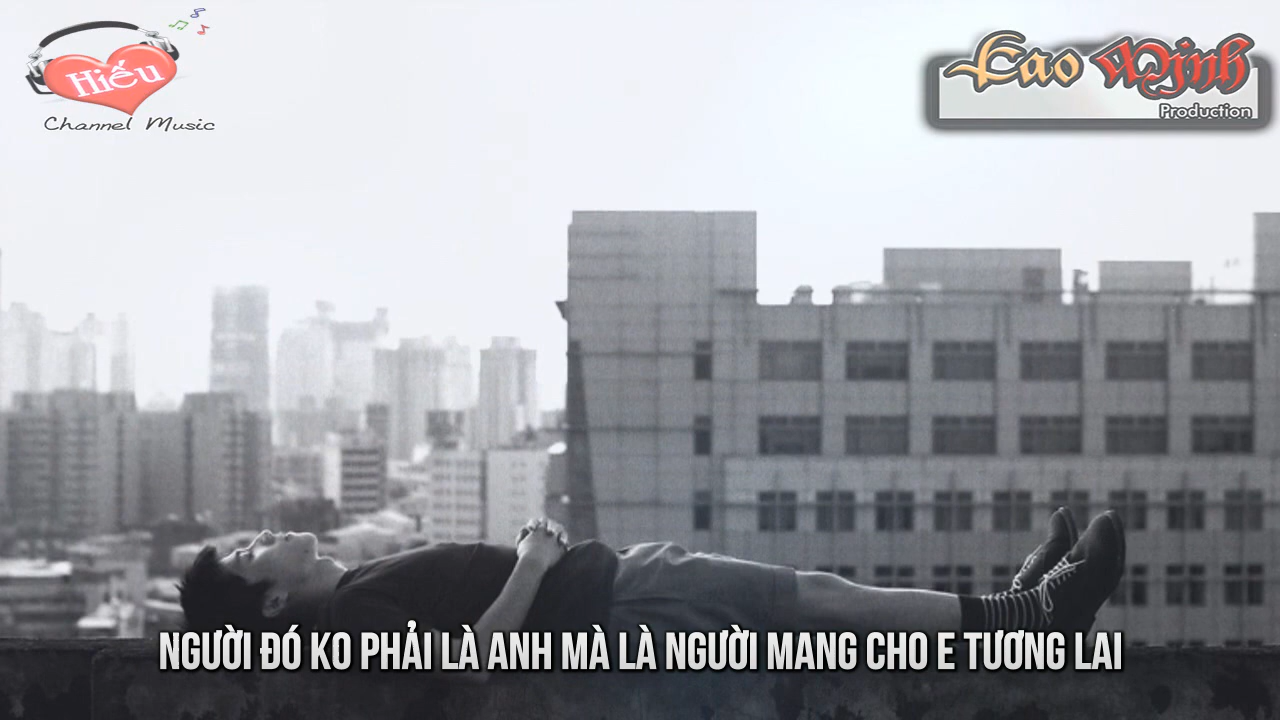 Hiếu
Channel Music
Cao Minh
Production
NGƯỜI ĐÓ KO PHẢI LÀ ANH MÀ LÀ NGƯỜI MANG CHO E TƯƠNG LAI